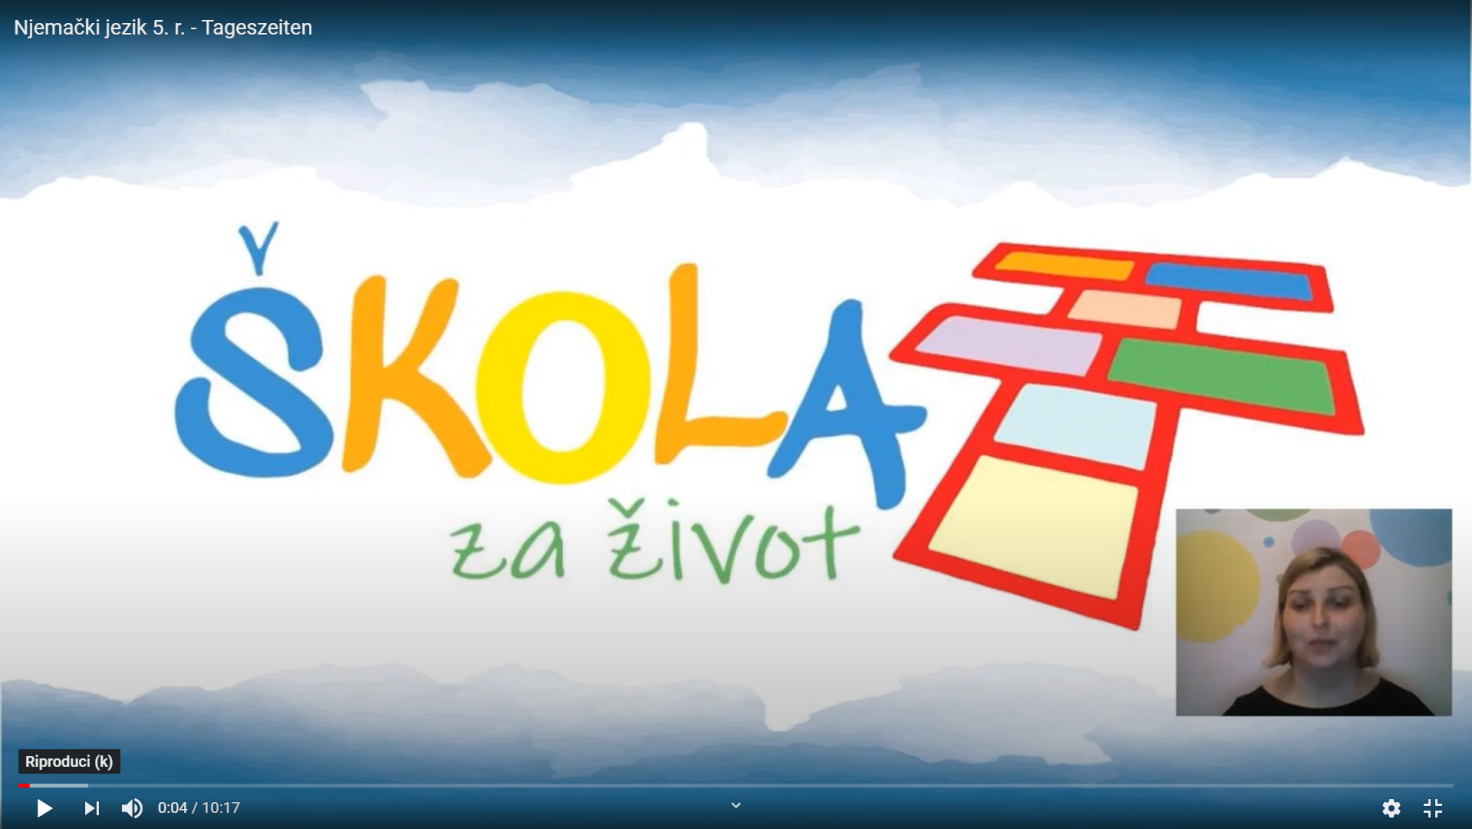 Njemački jezik 5. r. - Tageszeiten
ŠKOLA
za život
Riproduci (k)
0:04 / 10:17